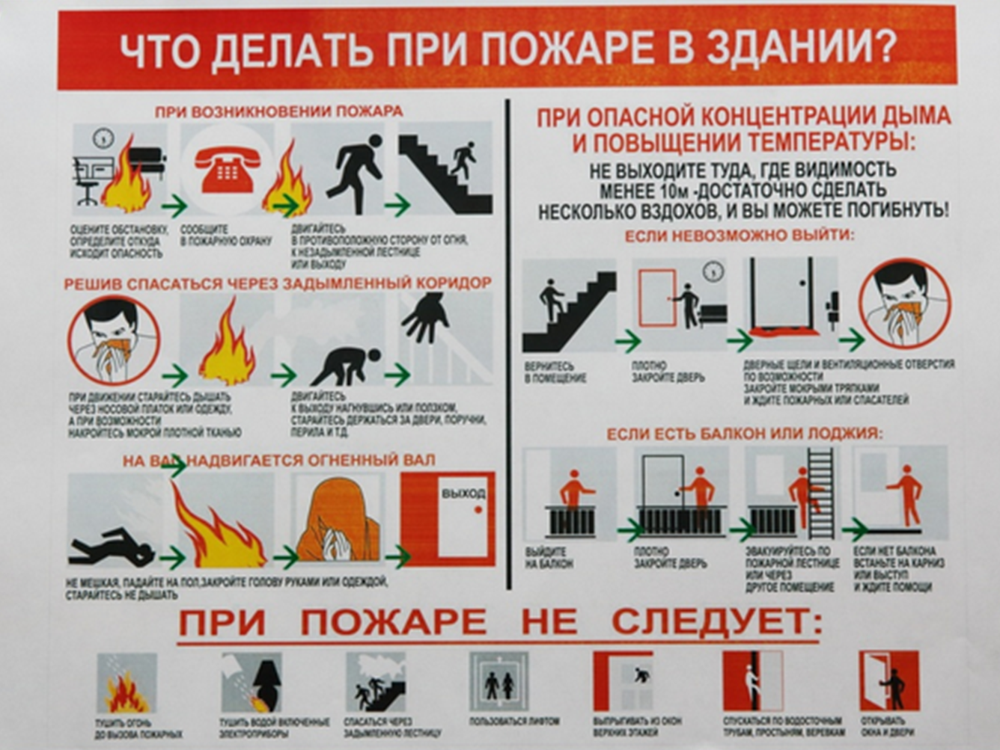 ЧТО ДЕЛАТЬ ПРИ ПОЖАРЕ В ЗДАНИИ?
ПРИ ВОЗНИКНОВЕНИИ ПОЖАРА
ОЦЕНИТЕ ОБСТАНОВКУ,
ОПРЕДЕЛИТЕ ОТКУДА
ИСХОДИТ ОПАСНОСТЬ
СООБЩИТЕ
В ПОЖАРНУЮ ОХРАНУ
ДВИГАЙТЕСЬ
В ПРОТИВОПОЛОЖНУЮ СТОРОНУ ОТ ОГНЯ,
К НЕЗАДЫМЛЕННОЙ ЛЕСТНИЦЕ
ИЛИ ВЫХОДУ
РЕШИВ СПАСАТЬСЯ ЧЕРЕЗ ЗАДЫМЛЕННЫЙ КОРИДОР
ПРИ ДВИЖЕНИИ СТАРАЙТЕСЬ ДЫШАТЬ
ЧЕРЕЗ НОСОВОЙ ПЛАТОК ИЛИ ОДЕЖДУ,
А ПРИ ВОЗМОЖНОСТИ
НАКРОЙТЕСЬ МОКРОЙ ПЛОТНОЙ ТКАНЬЮ
ДВИГАЙТЕСЬ
К ВЫХОДУ НАГНУВШИСЬ ИЛИ ПОЛЗКОМ,
СТАРАЙТЕСЬ ДЕРЖАТЬСЯ ЗА ДВЕРИ, ПОРУЧНИ,
ПЕРИЛА И Т.Д.
НА ВАС НАДВИГАЕТСЯ ОГНЕННЫЙ ВАЛ
ВЫХОД
НЕ МЕШКАЯ, ПАДАЙТЕ НА ПОЛ,ЗАКРОЙТЕ ГОЛОВУ РУКАМИ ИЛИ ОДЕЖДОЙ,
СТАРАЙТЕСЬ НЕ ДЫШАТЬ
ПРИ ОПАСНОЙ КОНЦЕНТРАЦИИ ДЫМА
И ПОВЫЩЕНИИ ТЕМПЕРАТУРЫ:
НЕ ВЫХОДИТЕ ТУДА, ГДЕ ВИДИМОСТЬ
МЕНЕЕ 10м -ДОСТАТОЧНО СДЕЛАТЬ
НЕСКОЛЬКО ВЗДОХОВ, И ВЫ МОЖЕТЕ ПОГИБНУТЬ!
ЕСЛИ НЕВОЗМОЖНО ВЫЙТИ:
ВЕРНИТЕСЬ
В ПОМЕЩЕНИЕ
ПЛОТНО
ЗАКРОЙТЕ ДВЕРЬ
ДВЕРНЫЕ ЩЕЛИ И ВЕНТИЛЯЦИОННЫЕ ОТВЕРСТИЯ
ПО ВОЗМОЖНОСТИ
ЗАКРОЙТЕ МОКРЫМИ ТРЯПКАМИ
И ЖДИТЕ ПОЖАРНЫХ ИЛИ СПАСАТЕЛЕЙ
ЕСЛИ ЕСТЬ БАЛКОН ИЛИ ЛОДЖИЯ:
ВЫЙДИТЕ
НА БАЛКОН
ПЛОТНО
ЗАКРОЙТЕ ДВЕРЬ
ЭВАКУИРУЙТЕСЬ ПО
ПОЖАРНОЙ ЛЕСТНИЦЕ
ИЛИ ЧЕРЕЗ
ДРУГОЕ ПОМЕЩЕНИЕ
ЕСЛИ НЕТ БАЛКОНА
ВСТАНЬТЕ НА КАРНИЗ
ИЛИ ВЫСТУП
И ЖДИТЕ ПОМОЩИ
ПРИ ПОЖАРЕ НЕ СЛЕДУЕТ:
ТУШИТЬ ОГОНЬ
ДО ВЫЗОВА ПОЖАРНЫХ
ТУШИТЬ ВОДОЙ ВКЛЮЧЕННЫЕ
ЭЛЕКТРОПРИБОРЫ
СПАСАТЬСЯ ЧЕРЕЗ
ЗАДЫМЛЕННУЮ ЛЕСТНИЦУ
ПОЛЬЗОВАТЬСЯ ЛИФТОМ
ВЫПРЫГИВАТЬ ИЗ ОКОН
ВЕРХНИХ ЭТАЖЕЙ
СПУСКАТЬСЯ ПО ВОДОСТОЧНЫМ
ТРУБАМ, ПРОСТЫНЯМ, ВЕРЕВКАМ
ОТКРЫВАТЬ
ОКНА И ДВЕРИ